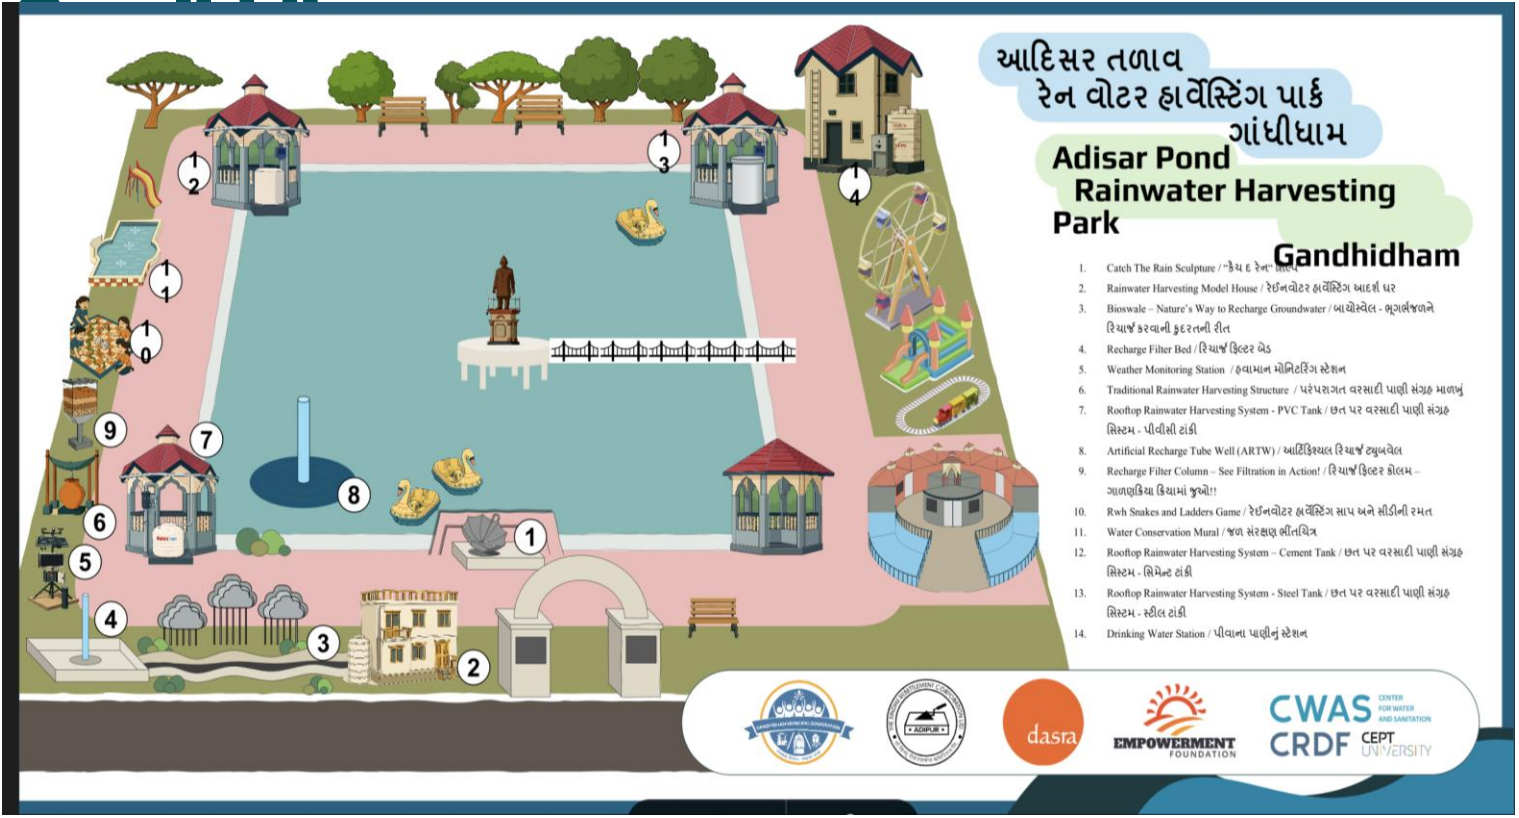 આદિસર તળાવ
રેન વોટર હાર્વેસ્ટિંગ પાર્ક
ગાંધીધામ
Adisar Pond
Rainwater Harvesting
Park
Gandhidham
1. Catch The Rain Sculpture / "કેચ ધ રેન"
2. Rainwater Harvesting Model House / રેઈનવોટર હાર્વેસ્ટિંગ આદર્શ ઘર
3. Bioswale – Nature's Way to Recharge Groundwater / બાયોસ્વેલ - ભૂગર્ભજળને
રિચાર્જ કરવાની કુદરતની રીત
4. Recharge Filter Bed / રિચાર્જ ફિલ્ટર બેડ
5. Weather Monitoring Station / હવામાન મોનિટરિંગ સ્ટેશન
6. Traditional Rainwater Harvesting Structure / પરંપરાગત વરસાદી પાણી સંગ્રહ માળખું
7. Rooftop Rainwater Harvesting System - PVC Tank / છત પર વરસાદી પાણી સંગ્રહ
સિસ્ટમ - પીવીસી ટાંકી
8. Artificial Recharge Tube Well (ARTW) / આર્ટિફિશ્યલ રિચાર્જ ટ્યુબવેલ
9. Recharge Filter Column – See Filtration in Action! / રિચાર્જ ફિલ્ટર કોલમ –
ગાળણક્રિયા ક્રિયામાં જુઓ!!
10. Rwh Snakes and Ladders Game / રેઈનવોટર હાર્વેસ્ટિંગ સાપ અને સીડીની રમત
11. Water Conservation Mural / જળ સંરક્ષણ ભીંતચિત્ર
12. Rooftop Rainwater Harvesting System – Cement Tank / છત પર વરસાદી પાણી સંગ્રહ
સિસ્ટમ - સિમેન્ટ ટાંકી
13. Rooftop Rainwater Harvesting System - Steel Tank / છત પર વરસાદી પાણી સંગ્રહ
સિસ્ટમ - સ્ટીલ ટાંકી
14. Drinking Water Station / પીવાના પાણીનું સ્ટેશન
12
13
14
11
10
9
7
8
6
1
5
4
3
2
ADIPUR
dasra
EMPOWERMENT
FOUNDATION
CWAS CENTER
FOR WATER
AND SANITATION
CRDF CEPT
UNIVERSITY